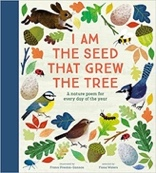 I AM
THE SEED
THAT GREW
THE TREE
A nature poem for
every day of the year